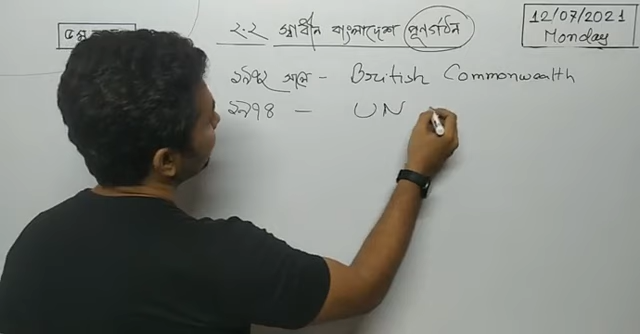 ২.২ স্বাধীন বাংলাদেশ পুনর্গঠন
12/07/2021
Monday
১৯৭২ সালে - British Commonwealth
১৯৭৪ - UN